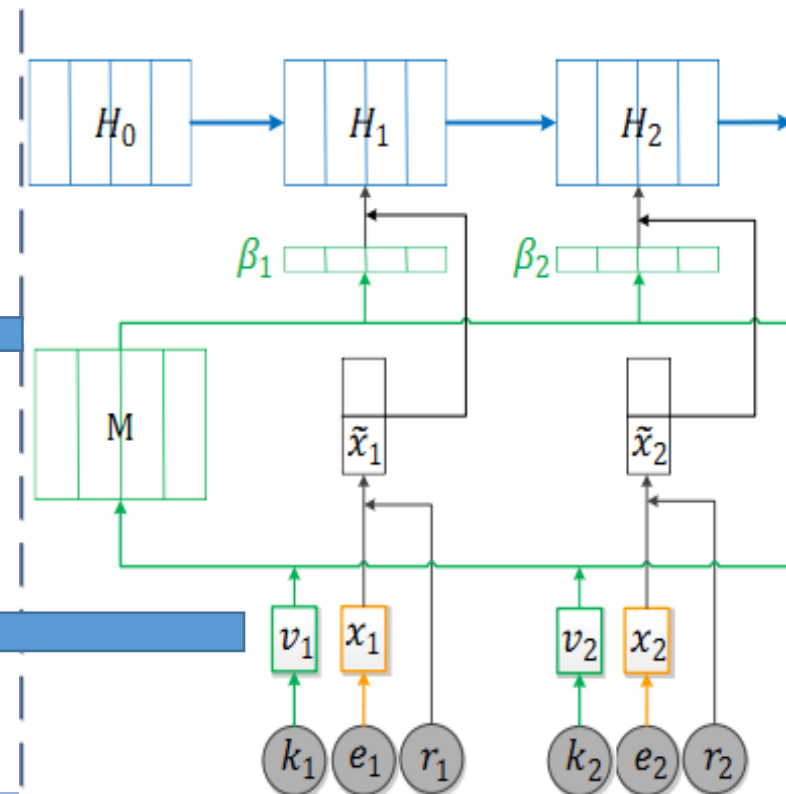 H₀ H₁ H₂
β₁ β₂
M x̃₁ x̃₂
v₁ x₁ v₂ x₂
k₁ e₁ r₁ k₂ e₂ r₂